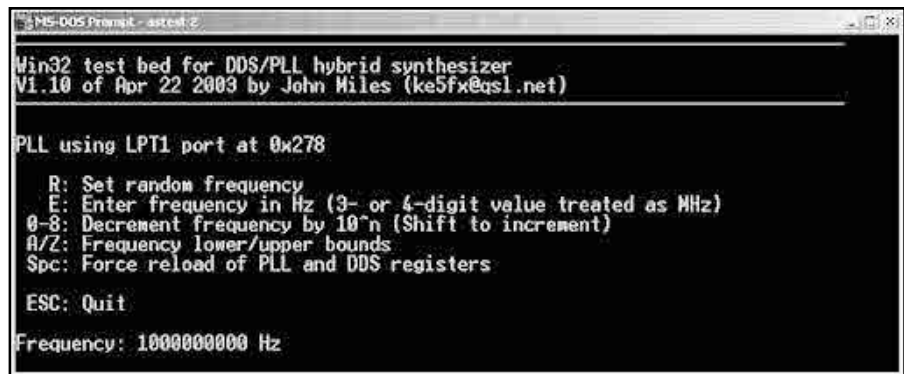 MS-DOS Prompt - astest 2
Win32 test bed for DDS/PLL hybrid synthesizer
V1.10 of Apr 22 2003 by John Miles (ke5fx@qsl.net)
PLL using LPT1 port at 0x278
R: Set random frequency
E: Enter frequency in Hz (3- or 4-digit value treated as MHz)
0-8: Decrement frequency by 10^n (Shift to increment)
A/Z: Frequency lower/upper bounds
Spc: Force reload of PLL and DDS registers
ESC: Quit
Frequency: 1000000000 Hz